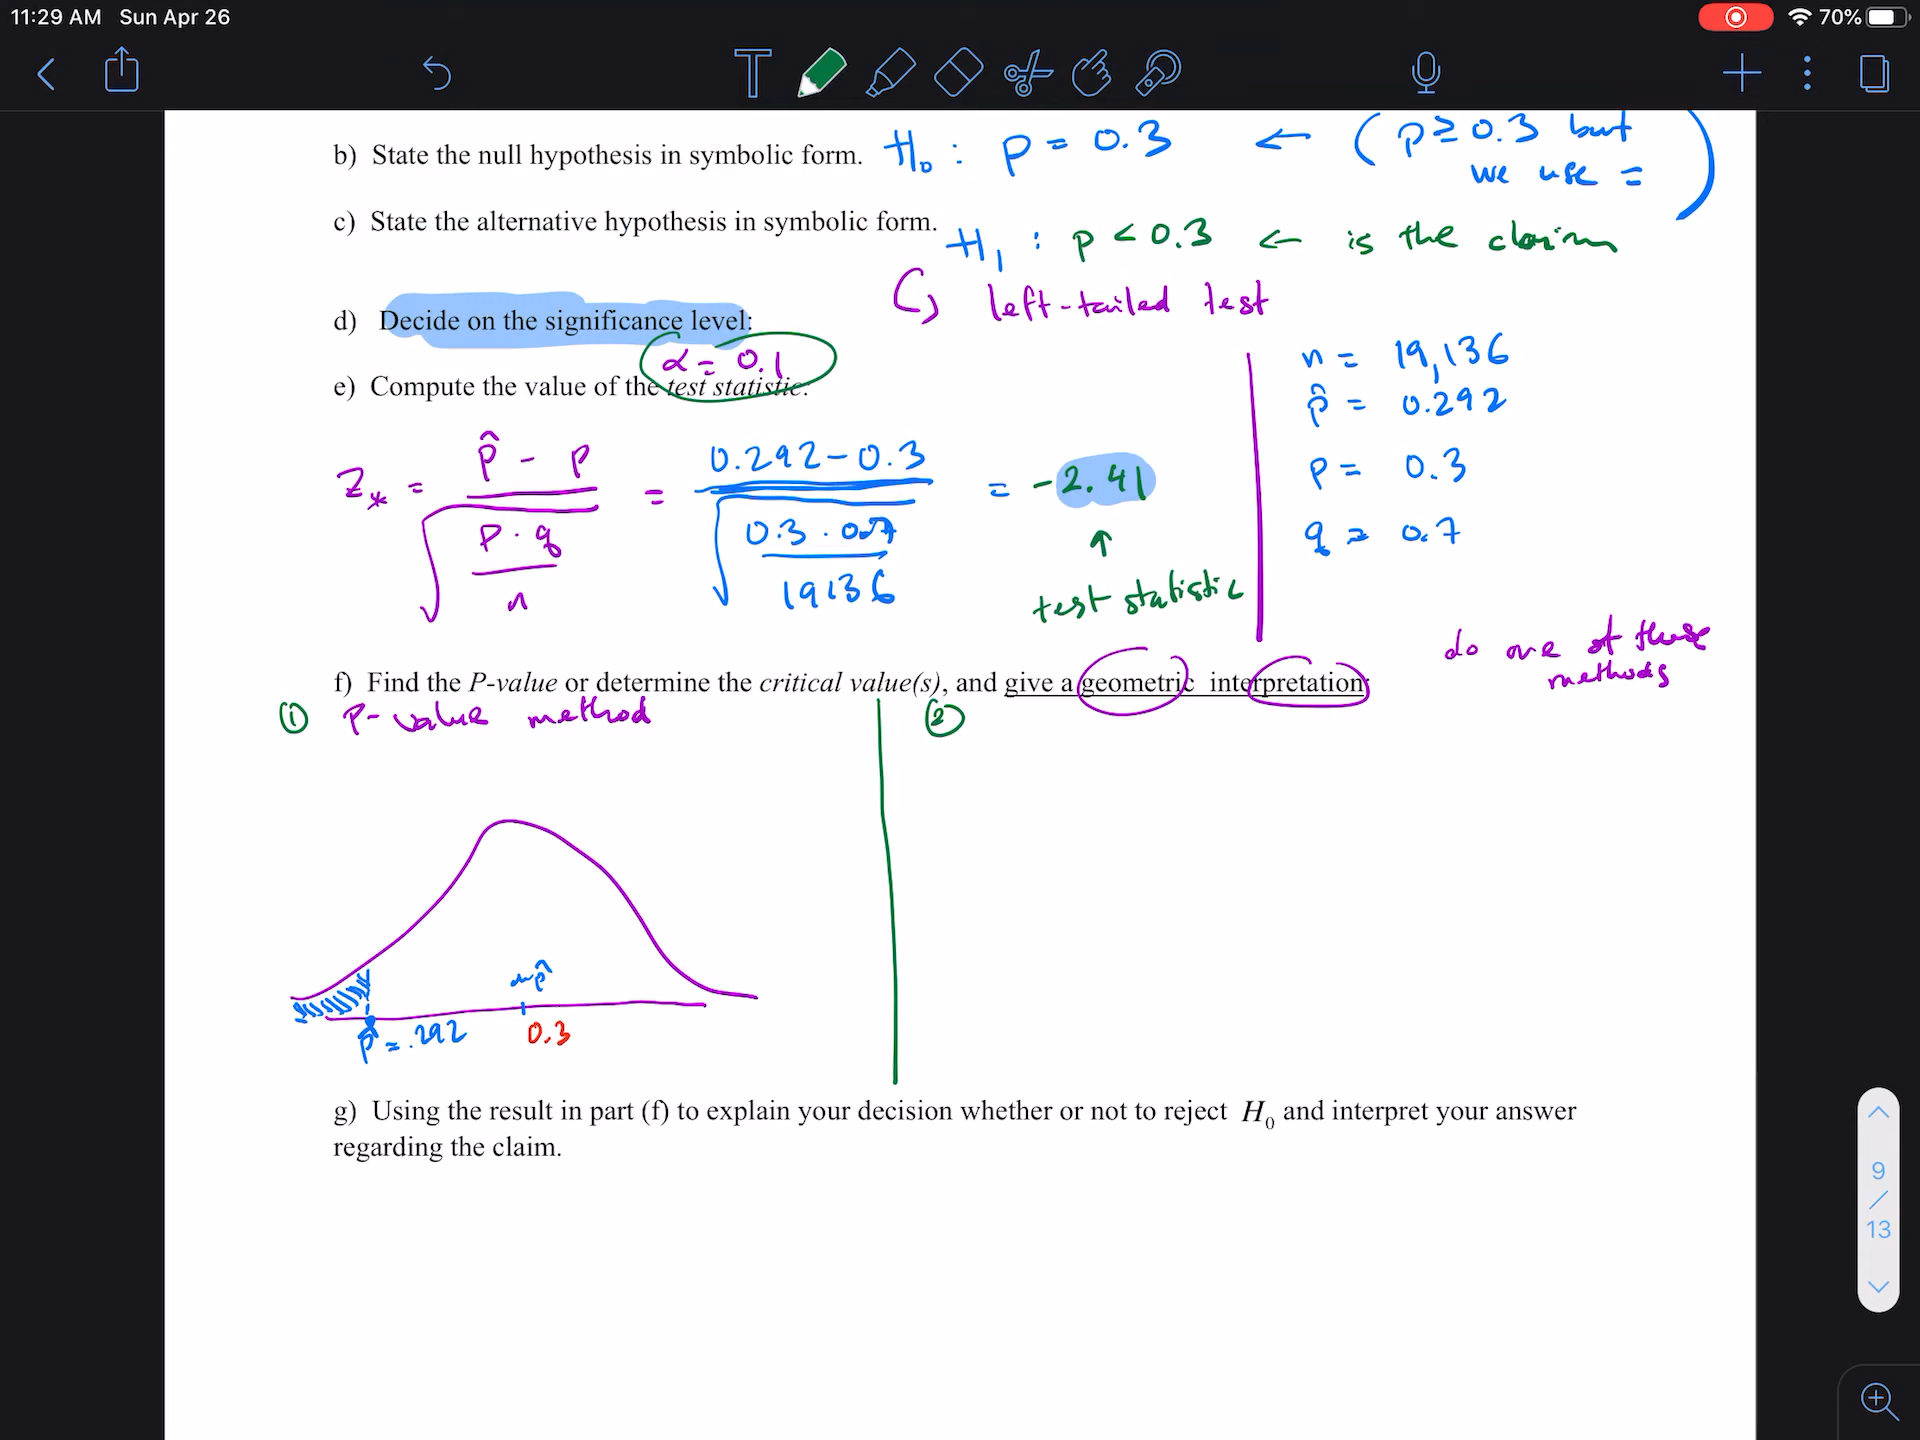 11:29 AM Sun Apr 26
70%
T
b) State the null hypothesis in symbolic form. H₀ : p = 0.3 ← (p ≥ 0.3 but
we use =)
c) State the alternative hypothesis in symbolic form.
H₁ : p < 0.3 ← is the claim
left-tailed test
d) Decide on the significance level:
α = 0.1
e) Compute the value of the test statistic:
n = 19,136
p̂ = 0.292
p = 0.3
q = 0.7
Z* = (p̂ - p) / √(p · q / n) = (0.292 - 0.3) / √(0.3 · 0.7 / 19136) = -2.41
↑
test statistic
do one of these
methods
f) Find the P-value or determine the critical value(s), and give a geometric interpretation:
① P-value method
②
μp̂
p̂ = .292
0.3
g) Using the result in part (f) to explain your decision whether or not to reject H₀ and interpret your answer
regarding the claim.
9
/
13